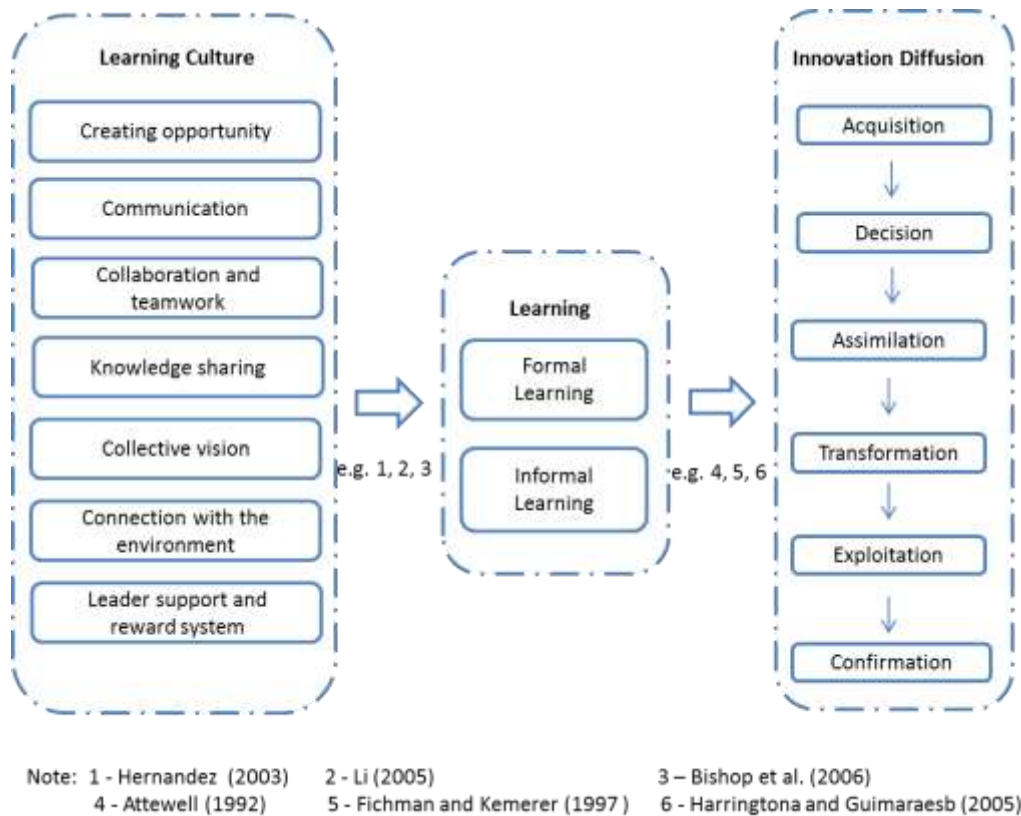 Learning Culture
Creating opportunity
Communication
Collaboration and
teamwork
Knowledge sharing
Collective vision
Connection with the
environment
Leader support and
reward system
e.g. 1, 2, 3
Learning
Formal
Learning
Informal
Learning
e.g. 4, 5, 6
Innovation Diffusion
Acquisition
Decision
Assimilation
Transformation
Exploitation
Confirmation
Note: 1 - Hernandez (2003) 2 - Li (2005) 3 – Bishop et al. (2006)
4 - Attewell (1992) 5 - Fichman and Kemerer (1997 ) 6 - Harringtona and Guimaraesb (2005)